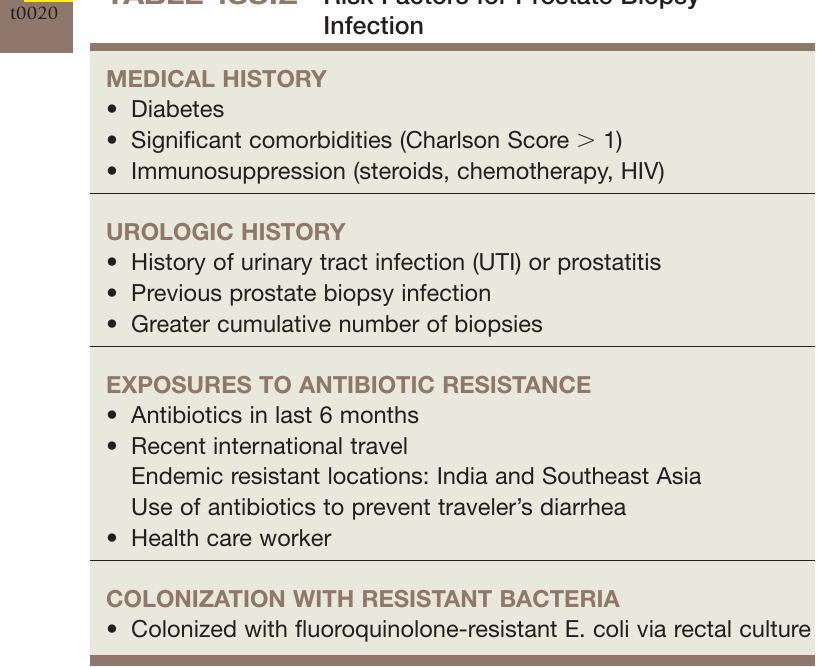 t0020
Risk Factors for Prostate Biopsy
Infection
MEDICAL HISTORY
• Diabetes
• Significant comorbidities (Charlson Score > 1)
• Immunosuppression (steroids, chemotherapy, HIV)
UROLOGIC HISTORY
• History of urinary tract infection (UTI) or prostatitis
• Previous prostate biopsy infection
• Greater cumulative number of biopsies
EXPOSURES TO ANTIBIOTIC RESISTANCE
• Antibiotics in last 6 months
• Recent international travel
Endemic resistant locations: India and Southeast Asia
Use of antibiotics to prevent traveler’s diarrhea
• Health care worker
COLONIZATION WITH RESISTANT BACTERIA
• Colonized with fluoroquinolone-resistant E. coli via rectal culture